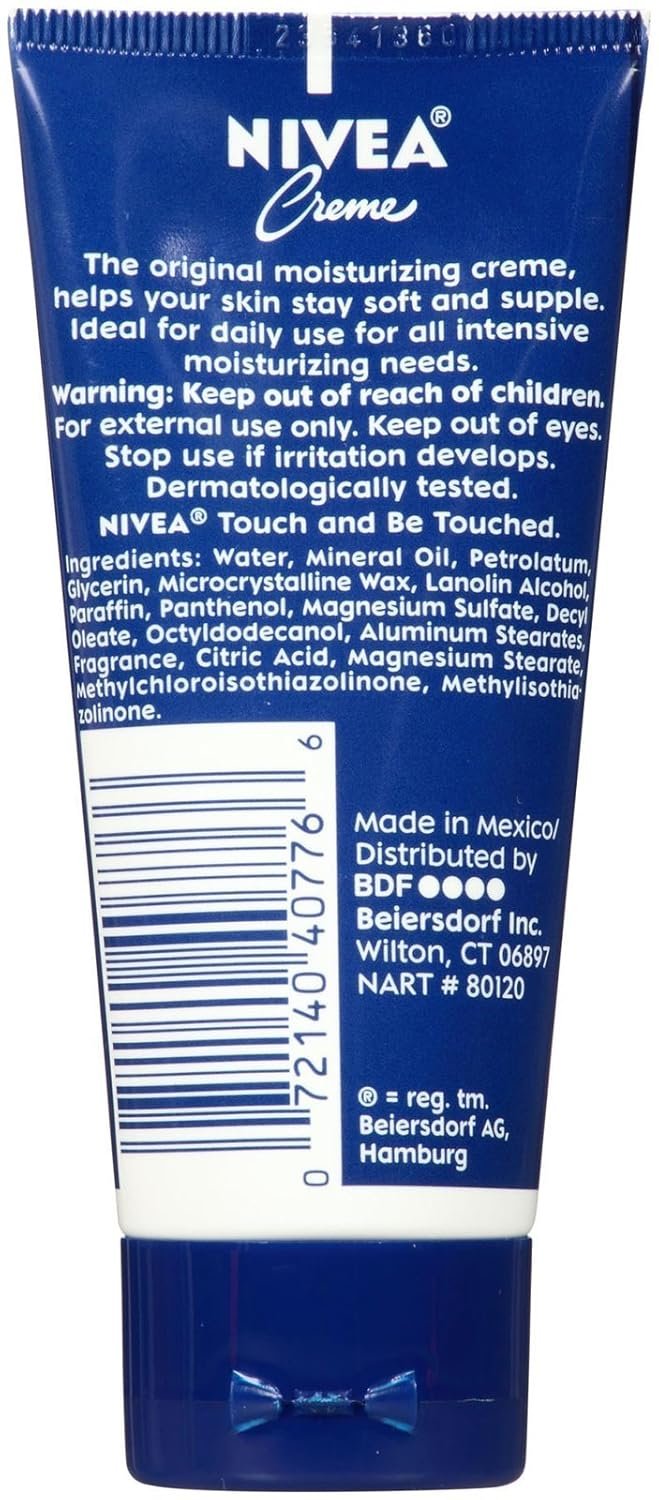 23641360
NIVEA®
Creme
The original moisturizing creme,
helps your skin stay soft and supple.
Ideal for daily use for all intensive
moisturizing needs.
Warning: Keep out of reach of children.
For external use only. Keep out of eyes.
Stop use if irritation develops.
Dermatologically tested.
NIVEA® Touch and Be Touched.
Ingredients: Water, Mineral Oil, Petrolatum,
Glycerin, Microcrystalline Wax, Lanolin Alcohol,
Paraffin, Panthenol, Magnesium Sulfate, Decyl
Oleate, Octyldodecanol, Aluminum Stearates,
Fragrance, Citric Acid, Magnesium Stearate,
Methylchloroisothiazolinone, Methylisothia-
zolinone.
0 72140 40776 6
Made in Mexico/
Distributed by
BDF
Beiersdorf Inc.
Wilton, CT 06897
NART # 80120
® = reg. tm.
Beiersdorf AG,
Hamburg